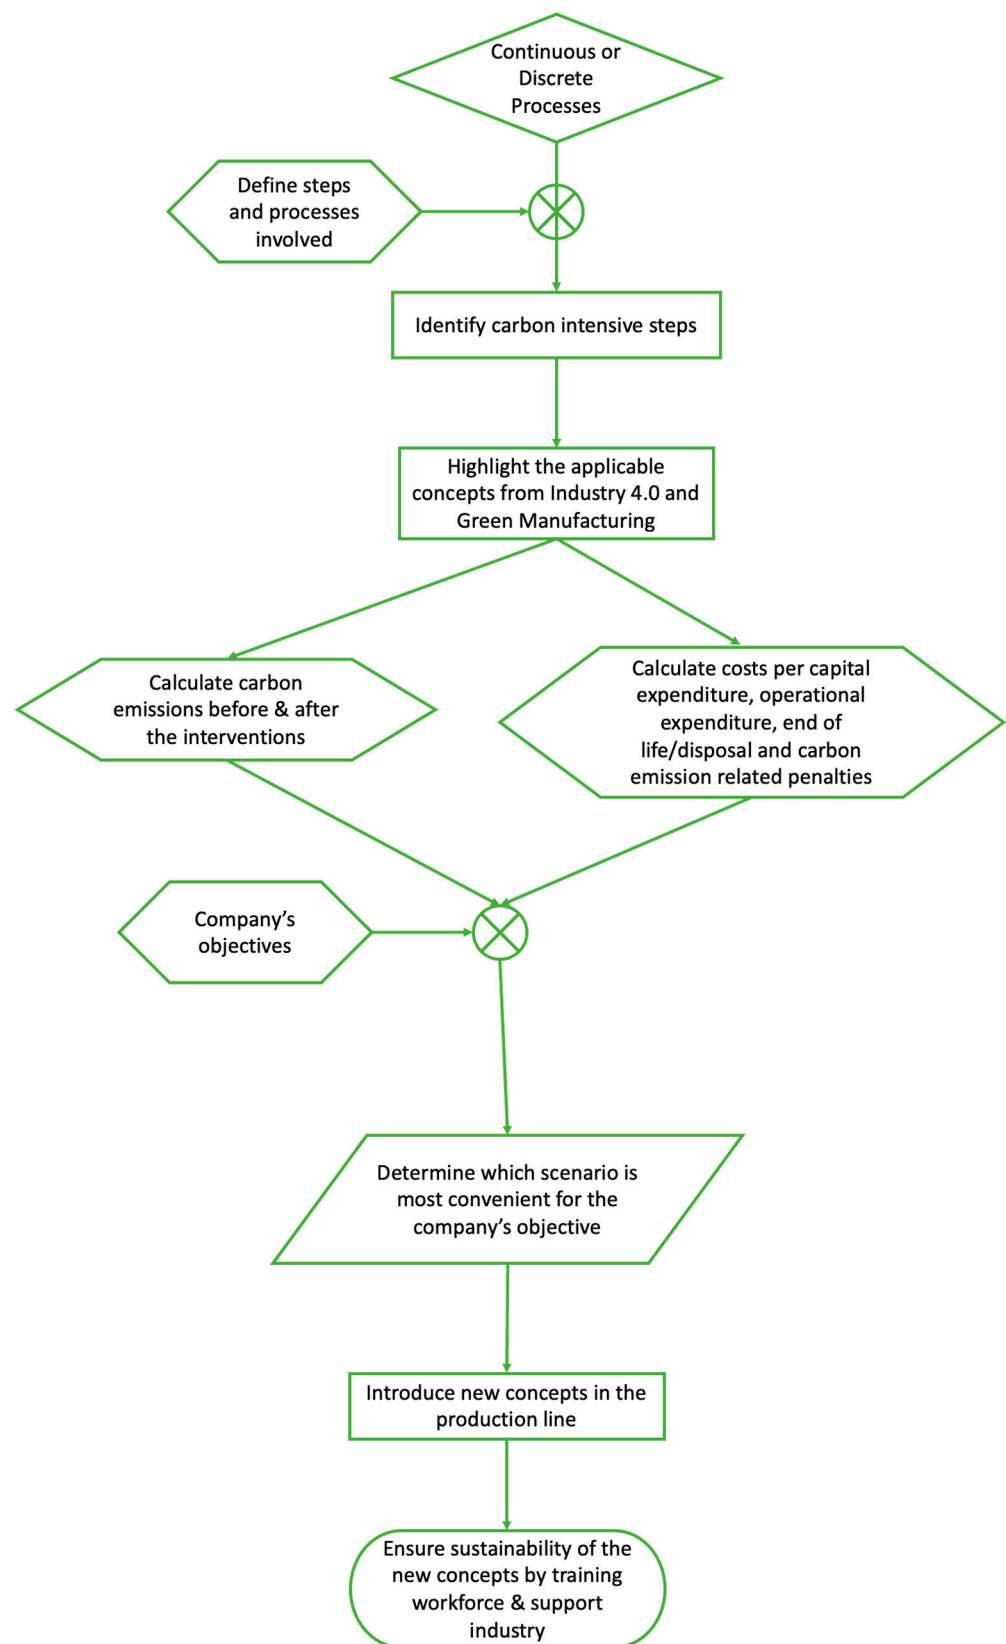 Continuous or
Discrete
Processes
Define steps
and processes
involved
Identify carbon intensive steps
Highlight the applicable
concepts from Industry 4.0 and
Green Manufacturing
Calculate carbon
emissions before & after
the interventions
Calculate costs per capital
expenditure, operational
expenditure, end of
life/disposal and carbon
emission related penalties
Company’s
objectives
Determine which scenario is
most convenient for the
company’s objective
Introduce new concepts in the
production line
Ensure sustainability of the
new concepts by training
workforce & support
industry